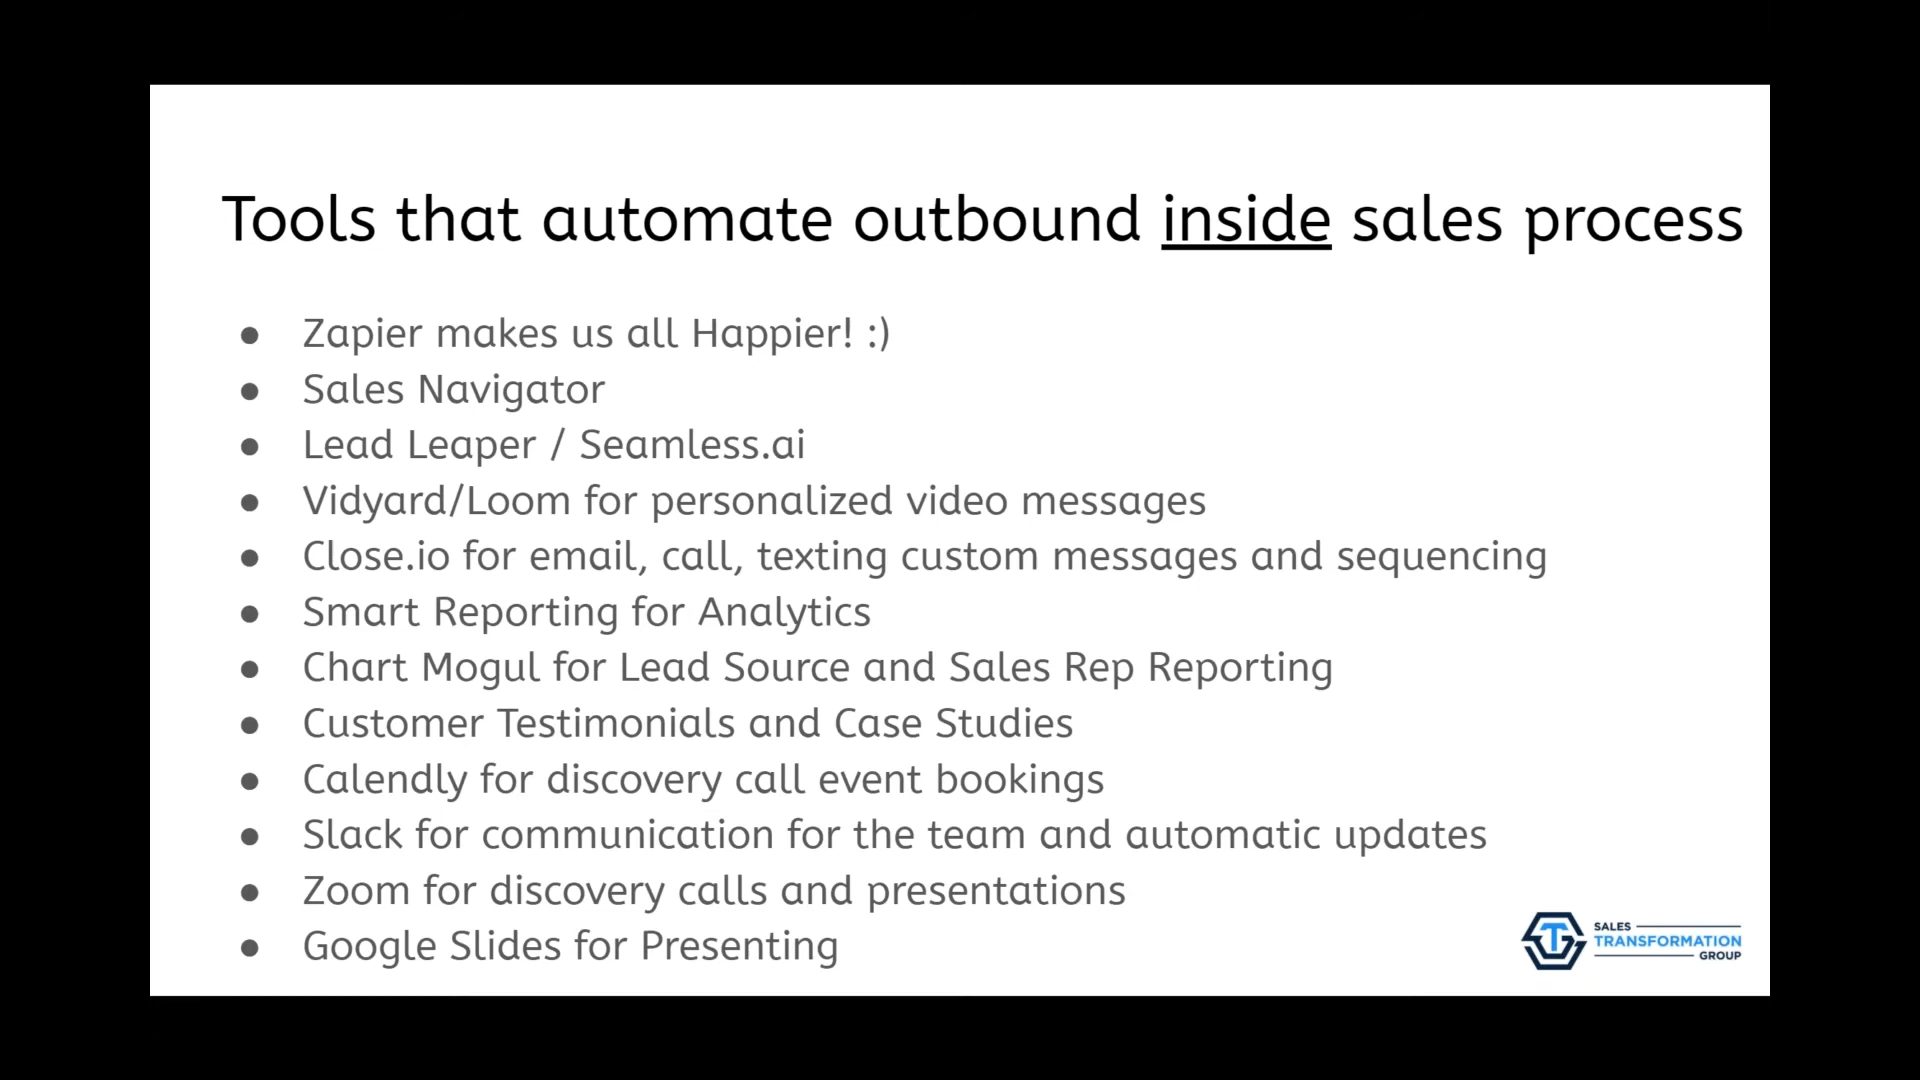 Tools that automate outbound inside sales process
● Zapier makes us all Happier! :)
● Sales Navigator
● Lead Leaper / Seamless.ai
● Vidyard/Loom for personalized video messages
● Close.io for email, call, texting custom messages and sequencing
● Smart Reporting for Analytics
● Chart Mogul for Lead Source and Sales Rep Reporting
● Customer Testimonials and Case Studies
● Calendly for discovery call event bookings
● Slack for communication for the team and automatic updates
● Zoom for discovery calls and presentations
● Google Slides for Presenting
SALES
TRANSFORMATION
GROUP